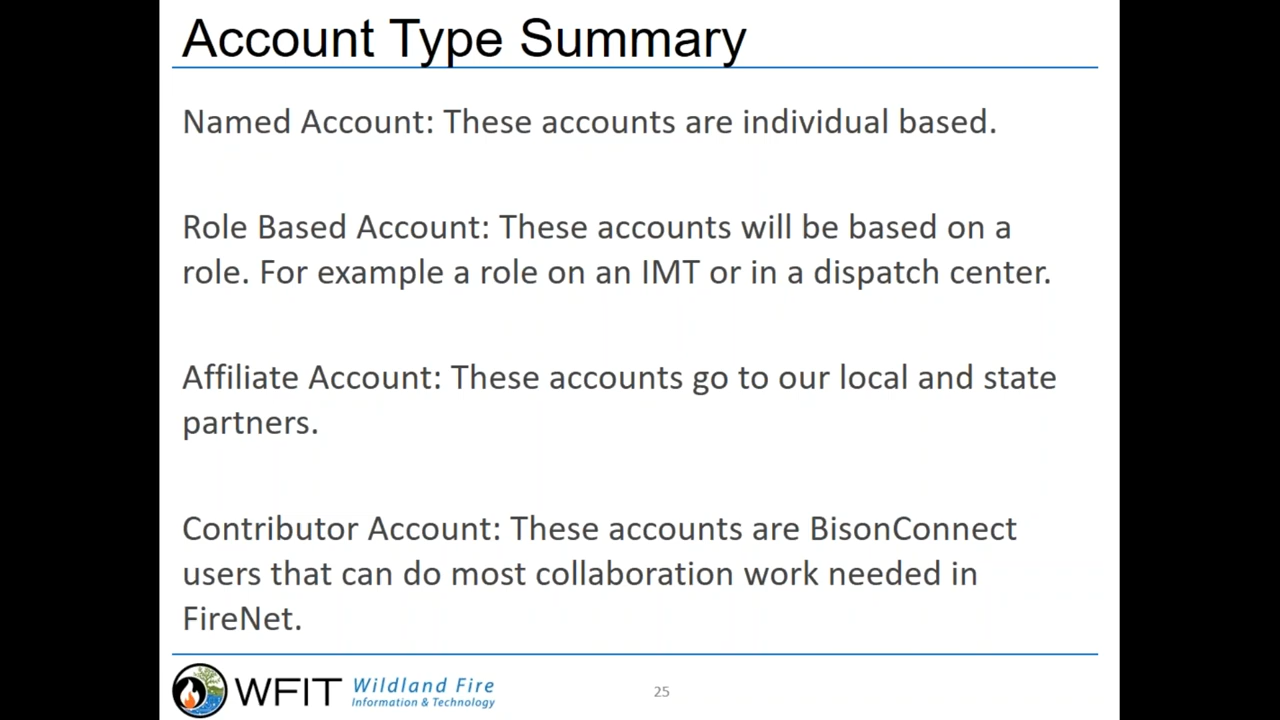 Account Type Summary
Named Account: These accounts are individual based.
Role Based Account: These accounts will be based on a
role. For example a role on an IMT or in a dispatch center.
Affiliate Account: These accounts go to our local and state
partners.
Contributor Account: These accounts are BisonConnect
users that can do most collaboration work needed in
FireNet.
WFIT
Wildland Fire
Information & Technology
25